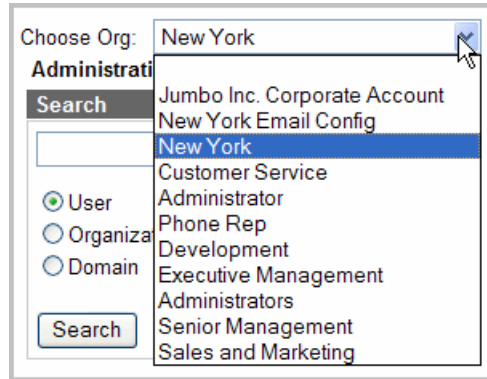 Choose Org: New York
Administrati
Search
Jumbo Inc. Corporate Account
New York Email Config
New York
Customer Service
Administrator
Phone Rep
Development
Executive Management
Administrators
Senior Management
Sales and Marketing
User
Organizat
Domain
Search